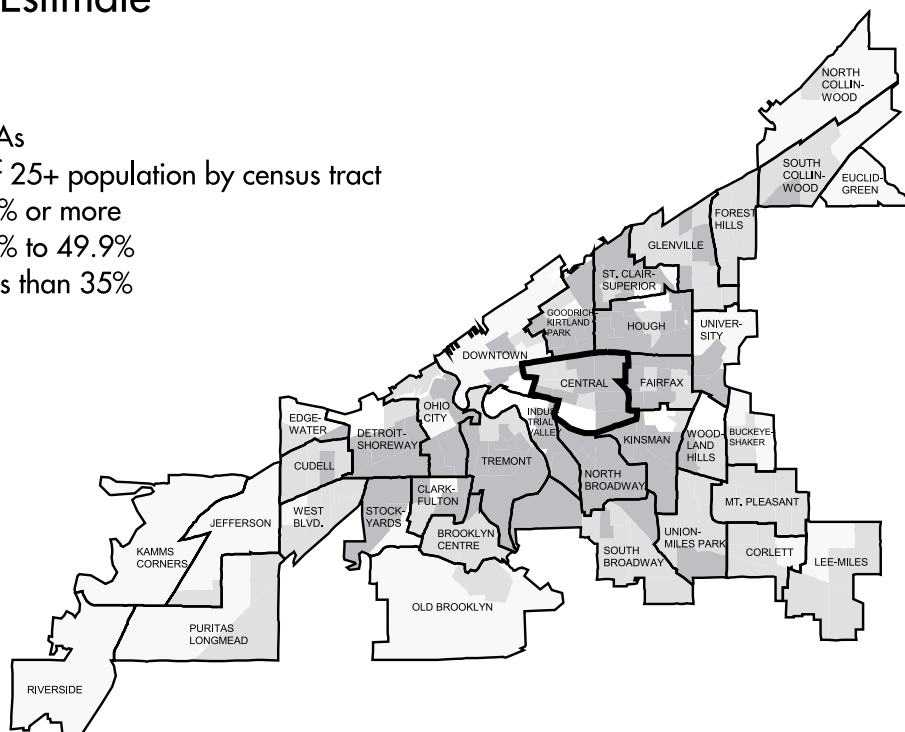 Estimate
As
f 25+ population by census tract
% or more
% to 49.9%
s than 35%
NORTH
COLLIN-
WOOD
SOUTH
COLLIN-
WOOD
EUCLID-
GREEN
FOREST
HILLS
GLENVILLE
ST. CLAIR-
SUPERIOR
GOODRICH-
KIRTLAND
PARK
HOUGH
UNIVER-
SITY
DOWNTOWN
CENTRAL
FAIRFAX
OHIO
CITY
INDUS-
TRIAL
VALLEY
EDGE-
WATER
DETROIT-
SHOREWAY
KINSMAN
WOOD-
LAND
HILLS
BUCKEYE-
SHAKER
CUDELL
TREMONT
NORTH
BROADWAY
CLARK-
FULTON
MT. PLEASANT
WEST
BLVD.
STOCK-
YARDS
JEFFERSON
BROOKLYN
CENTRE
UNION-
MILES PARK
KAMMS
CORNERS
SOUTH
BROADWAY
CORLETT
LEE-MILES
OLD BROOKLYN
PURITAS
LONGMEAD
RIVERSIDE